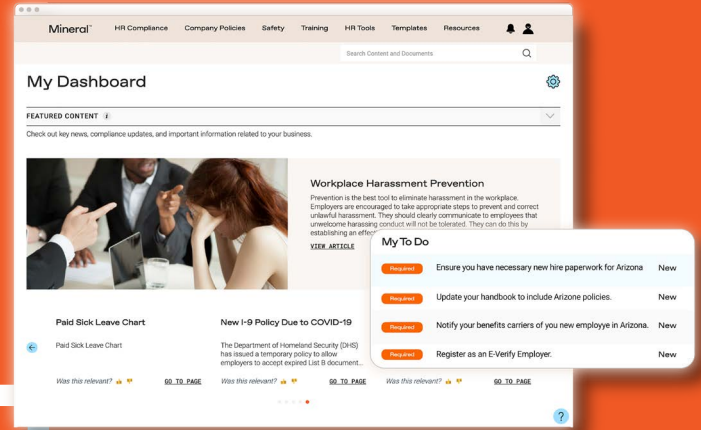 Mineral™ HR Compliance Company Policies Safety Training HR Tools Templates Resources
Search Content and Documents
My Dashboard
FEATURED CONTENT i
Check out key news, compliance updates, and important information related to your business.
Workplace Harassment Prevention
Prevention is the best tool to eliminate harassment in the workplace.
Employers are encouraged to take appropriate steps to prevent and correct
unlawful harassment. They should clearly communicate to employees that
unwelcome harassing conduct will not be tolerated. They can do this by
establishing an effec
VIEW ARTICLE
My To Do
Required Ensure you have necessary new hire paperwork for Arizona New
Required Update your handbook to include Arizone policies. New
Required Notify your benefits carriers of you new employye in Arizona. New
Required Register as an E-Verify Employer. New
Paid Sick Leave Chart
Paid Sick Leave Chart
Was this relevant? GO TO PAGE
New I-9 Policy Due to COVID-19
The Department of Homeland Security (DHS)
has issued a temporary policy to allow
employers to accept expired List B document...
Was this relevant? GO TO PAGE
Was this relevant? GO TO PAGE
?